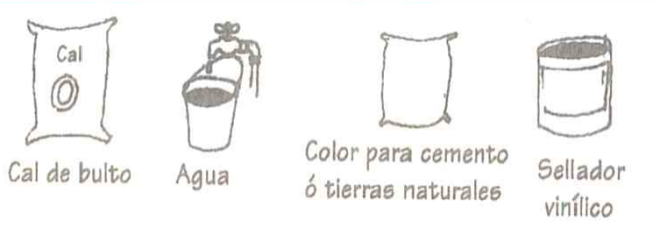 Cal
Cal de bulto
Agua
Color para cemento
ó tierras naturales
Sellador
vinílico